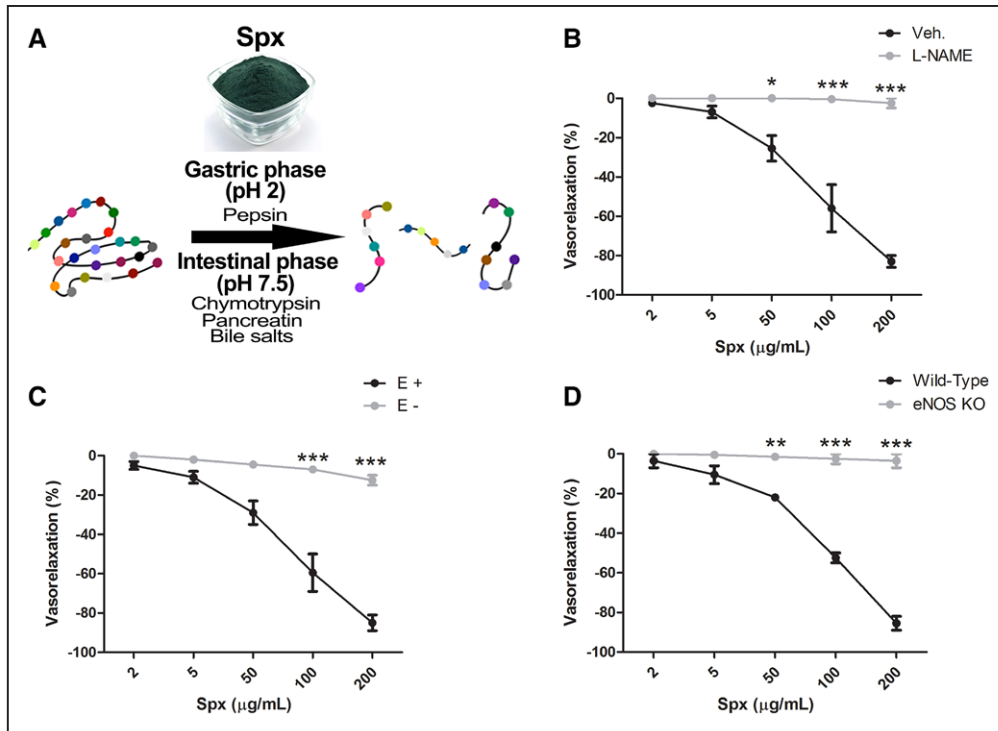 A
Spx
Gastric phase
(pH 2)
Pepsin
Intestinal phase
(pH 7.5)
Chymotrypsin
Pancreatin
Bile salts
B
Veh.
L-NAME
* *** ***
0
-20
-40
-60
-80
-100
Vasorelaxation (%)
2 5 50 100 200
Spx (μg/mL)
C
E +
E -
*** ***
0
-20
-40
-60
-80
-100
Vasorelaxation (%)
2 5 50 100 200
Spx (μg/mL)
D
Wild-Type
eNOS KO
** *** ***
0
-20
-40
-60
-80
-100
Vasorelaxation (%)
2 5 50 100 200
Spx (μg/mL)